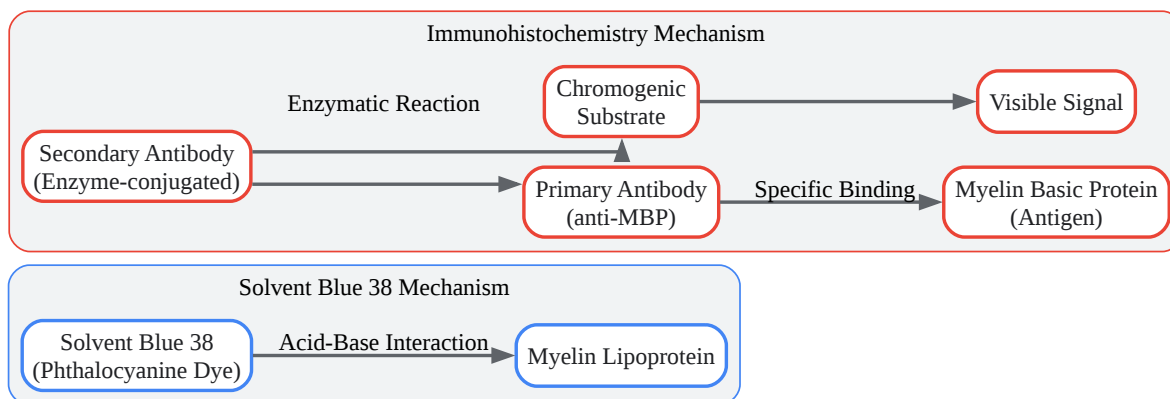 Immunohistochemistry Mechanism
Enzymatic Reaction
Chromogenic
Substrate
Visible Signal
Secondary Antibody
(Enzyme-conjugated)
Primary Antibody
(anti-MBP)
Specific Binding
Myelin Basic Protein
(Antigen)
Solvent Blue 38 Mechanism
Solvent Blue 38
(Phthalocyanine Dye)
Acid-Base Interaction
Myelin Lipoprotein